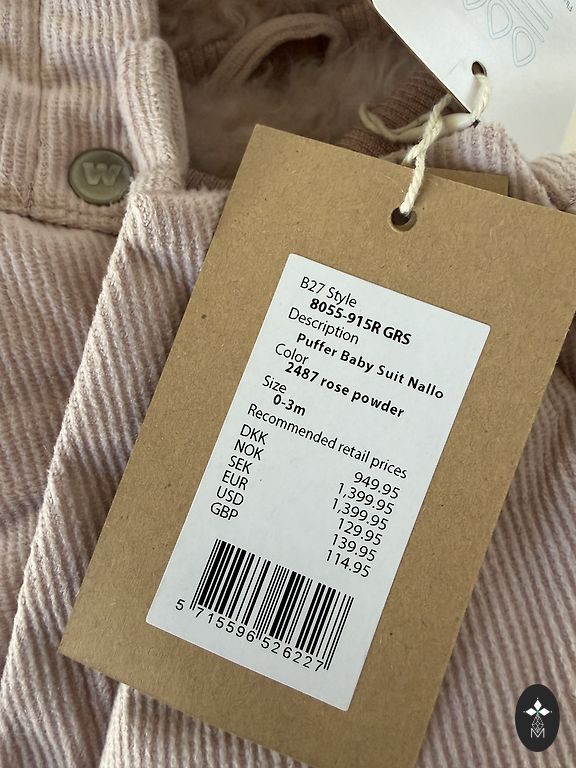 W
B27 Style
8055-915R GRS
Description
Puffer Baby Suit Nallo
Color
2487 rose powder
Size
0-3m
Recommended retail prices
DKK 949.95
NOK 1,399.95
SEK 1,399.95
EUR 129.95
USD 139.95
GBP 114.95
5 715596 526227
M